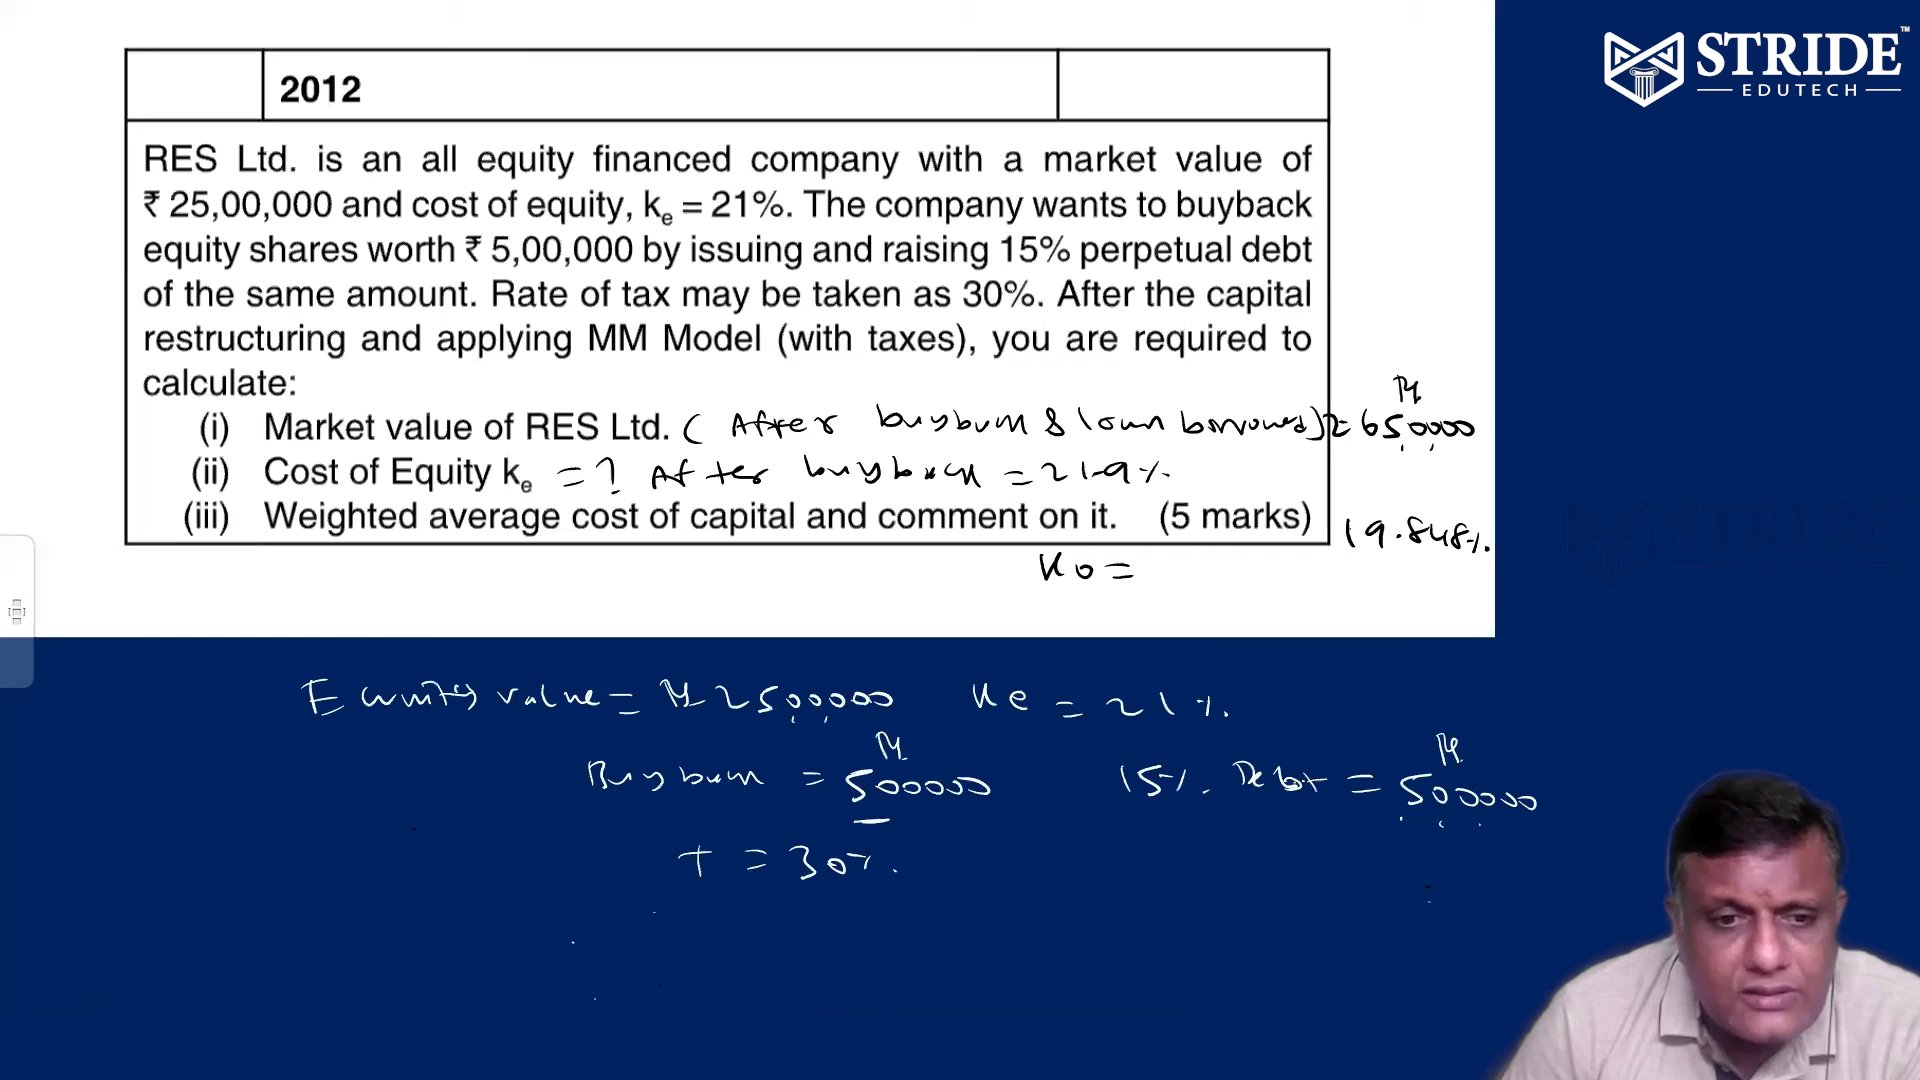 STRIDE™
EDUTECH
2012
RES Ltd. is an all equity financed company with a market value of
₹ 25,00,000 and cost of equity, kₑ = 21%. The company wants to buyback
equity shares worth ₹ 5,00,000 by issuing and raising 15% perpetual debt
of the same amount. Rate of tax may be taken as 30%. After the capital
restructuring and applying MM Model (with taxes), you are required to
calculate:
(i) Market value of RES Ltd. ( After buyback & loan borrowed) = 2650000
(ii) Cost of Equity kₑ = ? After buyback = 21.9%
(iii) Weighted average cost of capital and comment on it. (5 marks) 19.848%.
Ko =
Equity value = ₹ 2500000 Ke = 21%.
Buyback = ₹ 500000 15%. Debt = ₹ 500000
T = 30%.